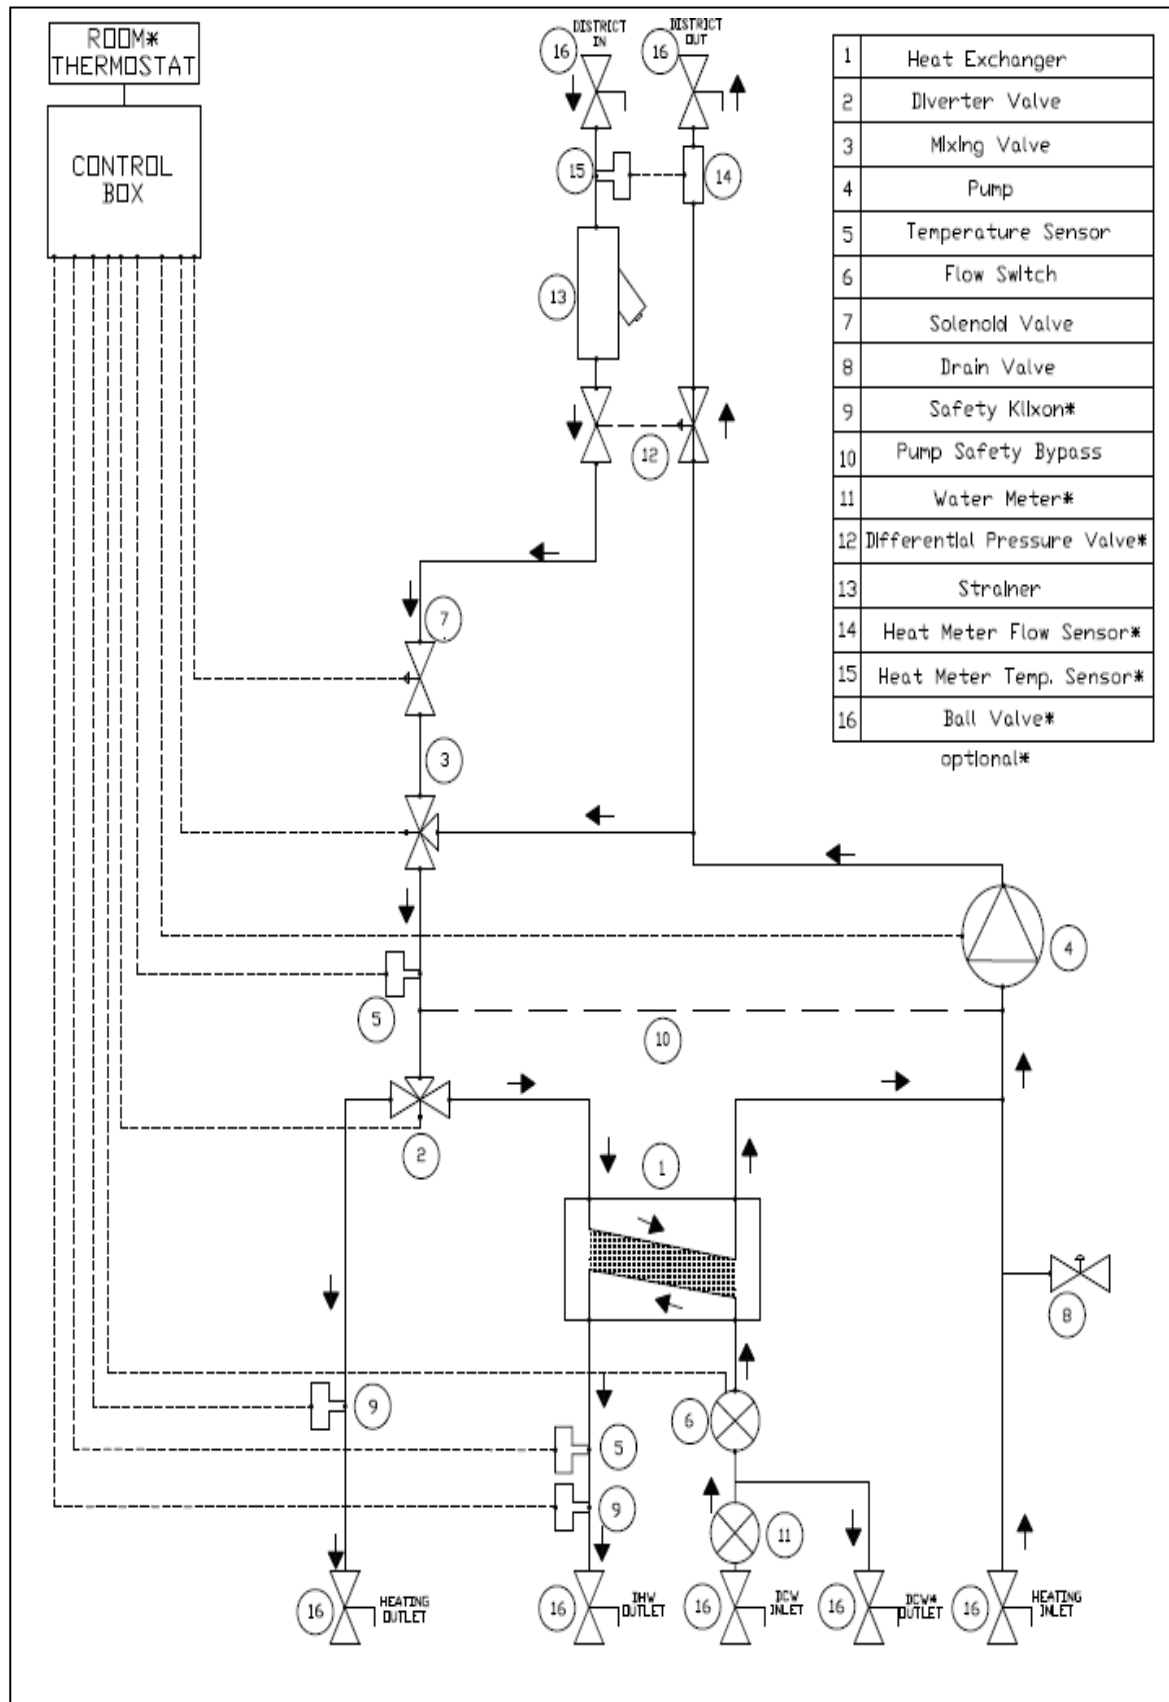 ROOM*
THERMOSTAT
CONTROL
BOX
DISTRICT
IN
16
DISTRICT
OUT
16
15
14
13
12
7
3
5
4
10
2
1
8
9
6
5
9
11
16
HEATING
OUTLET
16
DHW
OUTLET
16
DCW
INLET
16
DCW*
OUTLET
16
HEATING
INLET
1 Heat Exchanger
2 Diverter Valve
3 Mixing Valve
4 Pump
5 Temperature Sensor
6 Flow Switch
7 Solenoid Valve
8 Drain Valve
9 Safety Klixon*
10 Pump Safety Bypass
11 Water Meter*
12 Differential Pressure Valve*
13 Strainer
14 Heat Meter Flow Sensor*
15 Heat Meter Temp. Sensor*
16 Ball Valve*
optional*